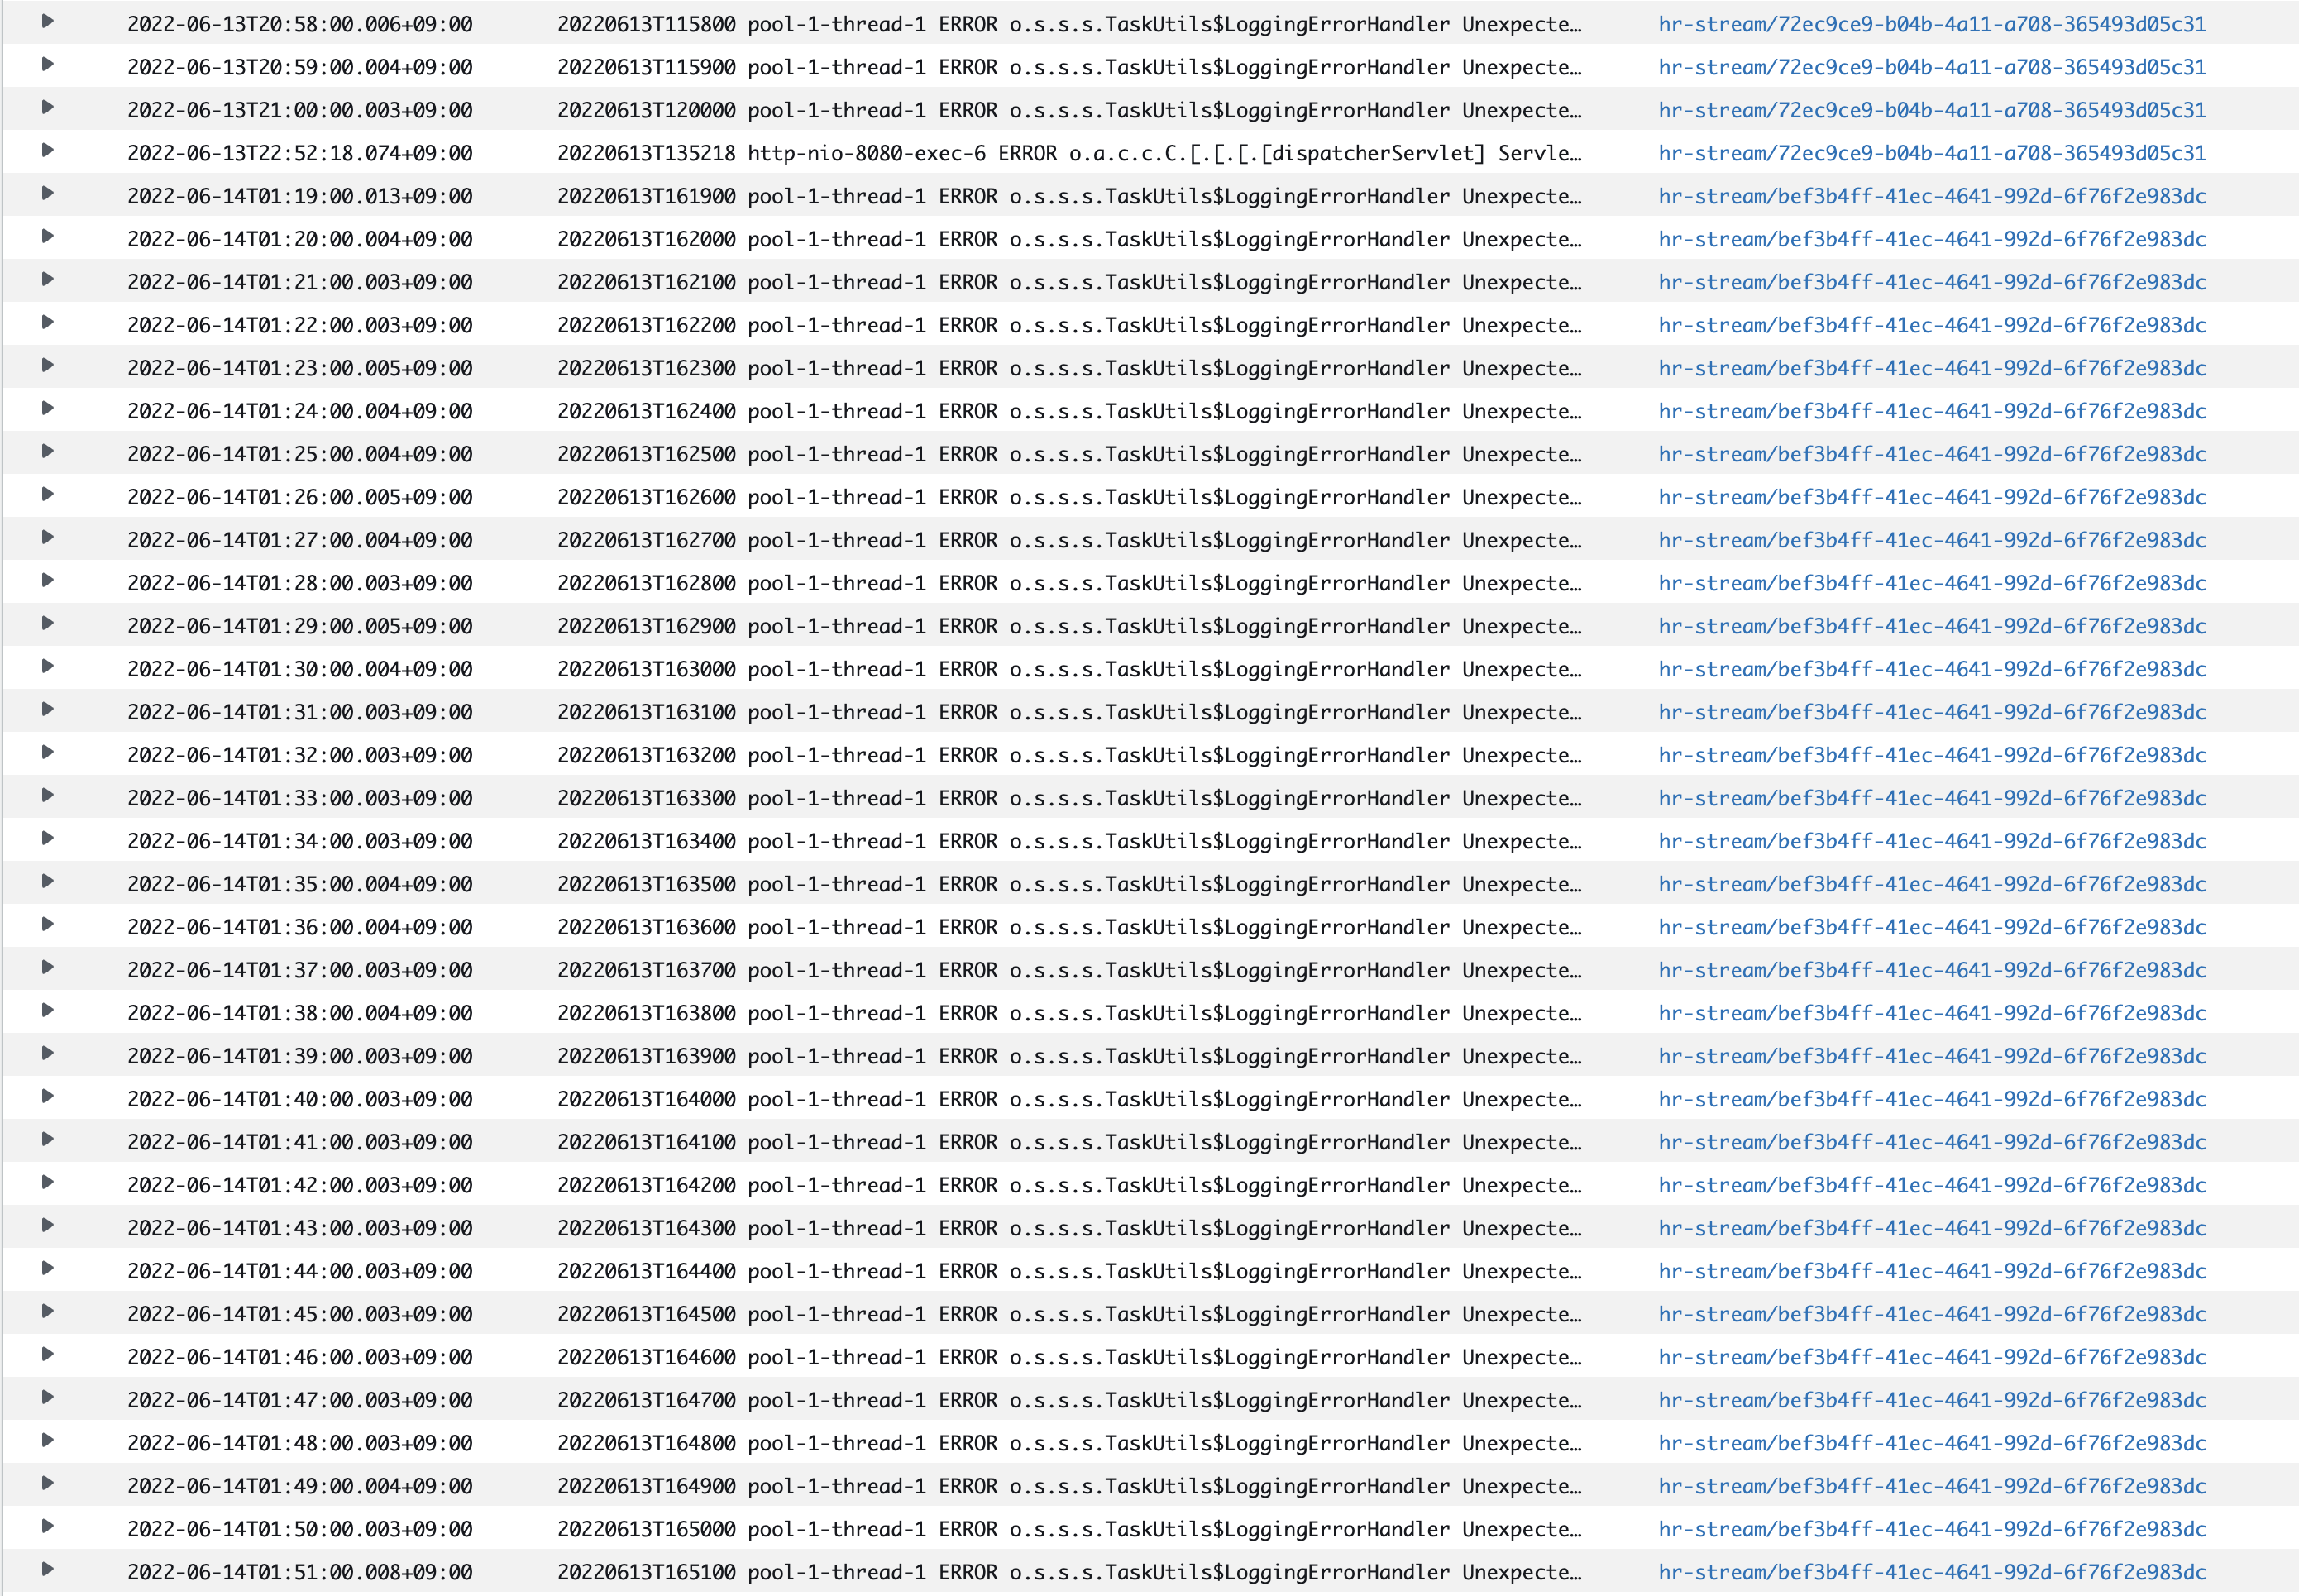 2022-06-13T20:58:00.006+09:00 20220613T115800 pool-1-thread-1 ERROR o.s.s.s.TaskUtils$LoggingErrorHandler Unexpecte… hr-stream/72ec9ce9-b04b-4a11-a708-365493d05c31
2022-06-13T20:59:00.004+09:00 20220613T115900 pool-1-thread-1 ERROR o.s.s.s.TaskUtils$LoggingErrorHandler Unexpecte… hr-stream/72ec9ce9-b04b-4a11-a708-365493d05c31
2022-06-13T21:00:00.003+09:00 20220613T120000 pool-1-thread-1 ERROR o.s.s.s.TaskUtils$LoggingErrorHandler Unexpecte… hr-stream/72ec9ce9-b04b-4a11-a708-365493d05c31
2022-06-13T22:52:18.074+09:00 20220613T135218 http-nio-8080-exec-6 ERROR o.a.c.c.C.[.[.[.[dispatcherServlet] Servle… hr-stream/72ec9ce9-b04b-4a11-a708-365493d05c31
2022-06-14T01:19:00.013+09:00 20220613T161900 pool-1-thread-1 ERROR o.s.s.s.TaskUtils$LoggingErrorHandler Unexpecte… hr-stream/bef3b4ff-41ec-4641-992d-6f76f2e983dc
2022-06-14T01:20:00.004+09:00 20220613T162000 pool-1-thread-1 ERROR o.s.s.s.TaskUtils$LoggingErrorHandler Unexpecte… hr-stream/bef3b4ff-41ec-4641-992d-6f76f2e983dc
2022-06-14T01:21:00.003+09:00 20220613T162100 pool-1-thread-1 ERROR o.s.s.s.TaskUtils$LoggingErrorHandler Unexpecte… hr-stream/bef3b4ff-41ec-4641-992d-6f76f2e983dc
2022-06-14T01:22:00.003+09:00 20220613T162200 pool-1-thread-1 ERROR o.s.s.s.TaskUtils$LoggingErrorHandler Unexpecte… hr-stream/bef3b4ff-41ec-4641-992d-6f76f2e983dc
2022-06-14T01:23:00.005+09:00 20220613T162300 pool-1-thread-1 ERROR o.s.s.s.TaskUtils$LoggingErrorHandler Unexpecte… hr-stream/bef3b4ff-41ec-4641-992d-6f76f2e983dc
2022-06-14T01:24:00.004+09:00 20220613T162400 pool-1-thread-1 ERROR o.s.s.s.TaskUtils$LoggingErrorHandler Unexpecte… hr-stream/bef3b4ff-41ec-4641-992d-6f76f2e983dc
2022-06-14T01:25:00.004+09:00 20220613T162500 pool-1-thread-1 ERROR o.s.s.s.TaskUtils$LoggingErrorHandler Unexpecte… hr-stream/bef3b4ff-41ec-4641-992d-6f76f2e983dc
2022-06-14T01:26:00.005+09:00 20220613T162600 pool-1-thread-1 ERROR o.s.s.s.TaskUtils$LoggingErrorHandler Unexpecte… hr-stream/bef3b4ff-41ec-4641-992d-6f76f2e983dc
2022-06-14T01:27:00.004+09:00 20220613T162700 pool-1-thread-1 ERROR o.s.s.s.TaskUtils$LoggingErrorHandler Unexpecte… hr-stream/bef3b4ff-41ec-4641-992d-6f76f2e983dc
2022-06-14T01:28:00.003+09:00 20220613T162800 pool-1-thread-1 ERROR o.s.s.s.TaskUtils$LoggingErrorHandler Unexpecte… hr-stream/bef3b4ff-41ec-4641-992d-6f76f2e983dc
2022-06-14T01:29:00.005+09:00 20220613T162900 pool-1-thread-1 ERROR o.s.s.s.TaskUtils$LoggingErrorHandler Unexpecte… hr-stream/bef3b4ff-41ec-4641-992d-6f76f2e983dc
2022-06-14T01:30:00.004+09:00 20220613T163000 pool-1-thread-1 ERROR o.s.s.s.TaskUtils$LoggingErrorHandler Unexpecte… hr-stream/bef3b4ff-41ec-4641-992d-6f76f2e983dc
2022-06-14T01:31:00.003+09:00 20220613T163100 pool-1-thread-1 ERROR o.s.s.s.TaskUtils$LoggingErrorHandler Unexpecte… hr-stream/bef3b4ff-41ec-4641-992d-6f76f2e983dc
2022-06-14T01:32:00.003+09:00 20220613T163200 pool-1-thread-1 ERROR o.s.s.s.TaskUtils$LoggingErrorHandler Unexpecte… hr-stream/bef3b4ff-41ec-4641-992d-6f76f2e983dc
2022-06-14T01:33:00.003+09:00 20220613T163300 pool-1-thread-1 ERROR o.s.s.s.TaskUtils$LoggingErrorHandler Unexpecte… hr-stream/bef3b4ff-41ec-4641-992d-6f76f2e983dc
2022-06-14T01:34:00.003+09:00 20220613T163400 pool-1-thread-1 ERROR o.s.s.s.TaskUtils$LoggingErrorHandler Unexpecte… hr-stream/bef3b4ff-41ec-4641-992d-6f76f2e983dc
2022-06-14T01:35:00.004+09:00 20220613T163500 pool-1-thread-1 ERROR o.s.s.s.TaskUtils$LoggingErrorHandler Unexpecte… hr-stream/bef3b4ff-41ec-4641-992d-6f76f2e983dc
2022-06-14T01:36:00.004+09:00 20220613T163600 pool-1-thread-1 ERROR o.s.s.s.TaskUtils$LoggingErrorHandler Unexpecte… hr-stream/bef3b4ff-41ec-4641-992d-6f76f2e983dc
2022-06-14T01:37:00.003+09:00 20220613T163700 pool-1-thread-1 ERROR o.s.s.s.TaskUtils$LoggingErrorHandler Unexpecte… hr-stream/bef3b4ff-41ec-4641-992d-6f76f2e983dc
2022-06-14T01:38:00.004+09:00 20220613T163800 pool-1-thread-1 ERROR o.s.s.s.TaskUtils$LoggingErrorHandler Unexpecte… hr-stream/bef3b4ff-41ec-4641-992d-6f76f2e983dc
2022-06-14T01:39:00.003+09:00 20220613T163900 pool-1-thread-1 ERROR o.s.s.s.TaskUtils$LoggingErrorHandler Unexpecte… hr-stream/bef3b4ff-41ec-4641-992d-6f76f2e983dc
2022-06-14T01:40:00.003+09:00 20220613T164000 pool-1-thread-1 ERROR o.s.s.s.TaskUtils$LoggingErrorHandler Unexpecte… hr-stream/bef3b4ff-41ec-4641-992d-6f76f2e983dc
2022-06-14T01:41:00.003+09:00 20220613T164100 pool-1-thread-1 ERROR o.s.s.s.TaskUtils$LoggingErrorHandler Unexpecte… hr-stream/bef3b4ff-41ec-4641-992d-6f76f2e983dc
2022-06-14T01:42:00.003+09:00 20220613T164200 pool-1-thread-1 ERROR o.s.s.s.TaskUtils$LoggingErrorHandler Unexpecte… hr-stream/bef3b4ff-41ec-4641-992d-6f76f2e983dc
2022-06-14T01:43:00.003+09:00 20220613T164300 pool-1-thread-1 ERROR o.s.s.s.TaskUtils$LoggingErrorHandler Unexpecte… hr-stream/bef3b4ff-41ec-4641-992d-6f76f2e983dc
2022-06-14T01:44:00.003+09:00 20220613T164400 pool-1-thread-1 ERROR o.s.s.s.TaskUtils$LoggingErrorHandler Unexpecte… hr-stream/bef3b4ff-41ec-4641-992d-6f76f2e983dc
2022-06-14T01:45:00.003+09:00 20220613T164500 pool-1-thread-1 ERROR o.s.s.s.TaskUtils$LoggingErrorHandler Unexpecte… hr-stream/bef3b4ff-41ec-4641-992d-6f76f2e983dc
2022-06-14T01:46:00.003+09:00 20220613T164600 pool-1-thread-1 ERROR o.s.s.s.TaskUtils$LoggingErrorHandler Unexpecte… hr-stream/bef3b4ff-41ec-4641-992d-6f76f2e983dc
2022-06-14T01:47:00.003+09:00 20220613T164700 pool-1-thread-1 ERROR o.s.s.s.TaskUtils$LoggingErrorHandler Unexpecte… hr-stream/bef3b4ff-41ec-4641-992d-6f76f2e983dc
2022-06-14T01:48:00.003+09:00 20220613T164800 pool-1-thread-1 ERROR o.s.s.s.TaskUtils$LoggingErrorHandler Unexpecte… hr-stream/bef3b4ff-41ec-4641-992d-6f76f2e983dc
2022-06-14T01:49:00.004+09:00 20220613T164900 pool-1-thread-1 ERROR o.s.s.s.TaskUtils$LoggingErrorHandler Unexpecte… hr-stream/bef3b4ff-41ec-4641-992d-6f76f2e983dc
2022-06-14T01:50:00.003+09:00 20220613T165000 pool-1-thread-1 ERROR o.s.s.s.TaskUtils$LoggingErrorHandler Unexpecte… hr-stream/bef3b4ff-41ec-4641-992d-6f76f2e983dc
2022-06-14T01:51:00.008+09:00 20220613T165100 pool-1-thread-1 ERROR o.s.s.s.TaskUtils$LoggingErrorHandler Unexpecte… hr-stream/bef3b4ff-41ec-4641-992d-6f76f2e983dc